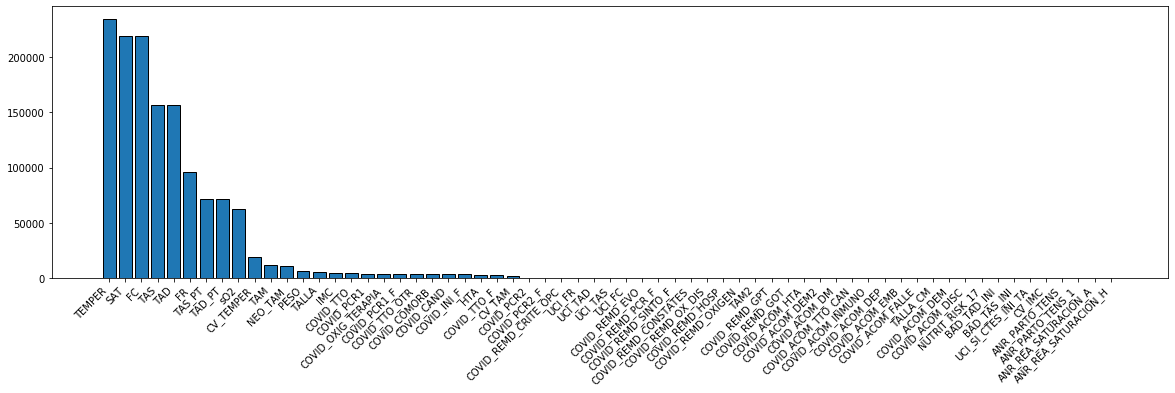 200000
150000
100000
50000
0
TEMPER
SAT
FC
TAS
TAD
FR
TAS_PT
TAD_PT
sO2
CV_TEMPER
TAM
NEO_TAM
PESO
TALLA
IMC
COVID_TTO
COVID_PCR1
COVID_OXIG_TERAPIA
COVID_PCR1_F
COVID_TTO_OTR
COVID_COMORB
COVID_CAND
COVID_INI_F
HTA
COVID_TTO_F
CV_TAM
COVID_PCR2
COVID_PCR2_F
COVID_REMD_CRITE_OPC
UCI_FR
UCI_TAD
UCI_TAS
UCI_FC
COVID_REMD_EVO
COVID_REMD_PCR_F
COVID_REMD_SINTO_F
COVID_REMD_CONSTATES
COVID_REMD_OX_DIS
COVID_REMD_HOSP
COVID_REMD_OXIGEN
TAM2
COVID_REMD_GPT
COVID_REMD_GOT
COVID_ACOM_HTA
COVID_ACOM_DEM2
COVID_ACOM_DM
COVID_ACOM_TTO_CAN
COVID_ACOM_INMUNO
COVID_ACOM_DEP
COVID_ACOM_EMB
COVID_ACOM_FALLE
TALLA_CM
COVID_ACOM_DEM
COVID_ACOM_DISC
NUTRIT_RISK_17
BAD_TAD_INI
BAD_TAS_INI
UCI_SI_CTES_INI_TA
CV7_IMC
ANR_PARTO_TENS
ANR_PARTO_TENS_1
ANR_REA_SATURACION_A
ANR_REA_SATURACION_H